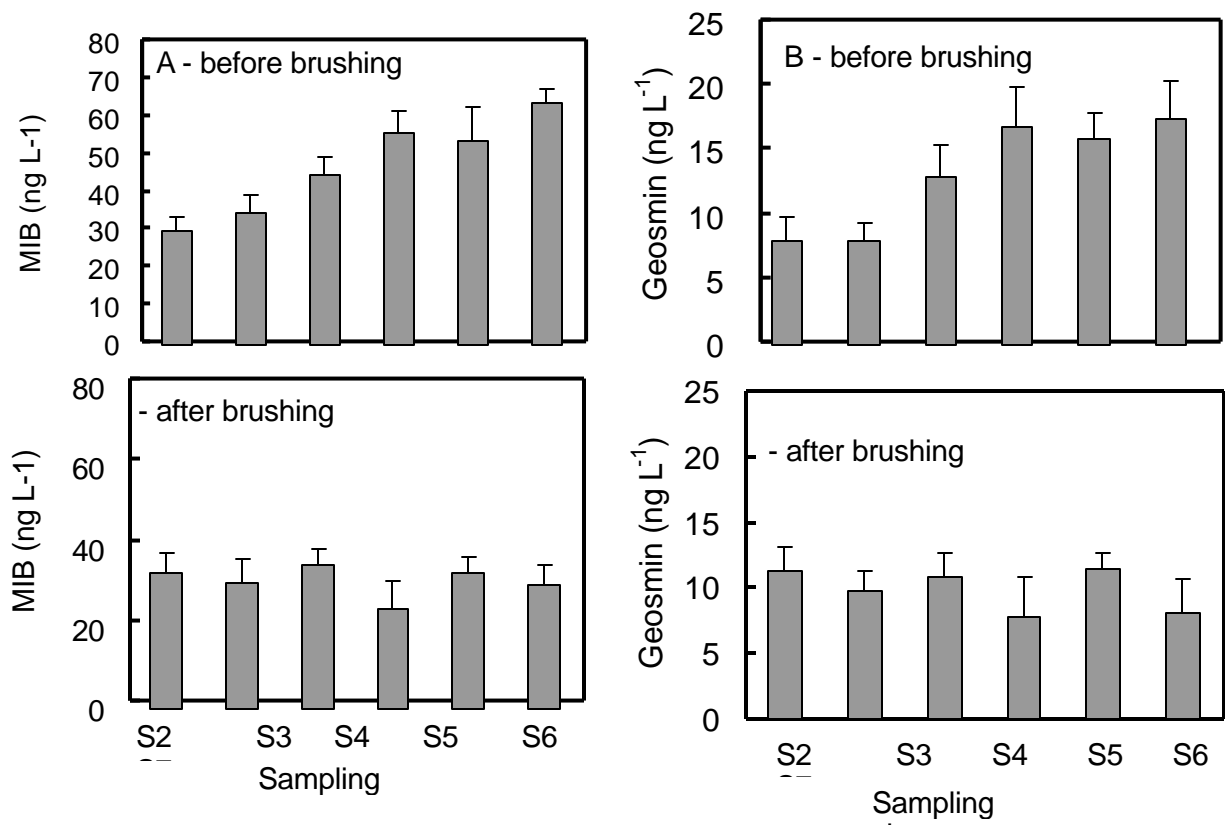 A - before brushing
MIB (ng L-1)
80
70
60
50
40
30
20
10
0
B - before brushing
Geosmin (ng L-1)
25
20
15
10
5
0
- after brushing
MIB (ng L-1)
80
60
40
20
0
S2 S3 S4 S5 S6
Sampling
- after brushing
Geosmin (ng L-1)
25
20
15
10
5
0
S2 S3 S4 S5 S6
Sampling